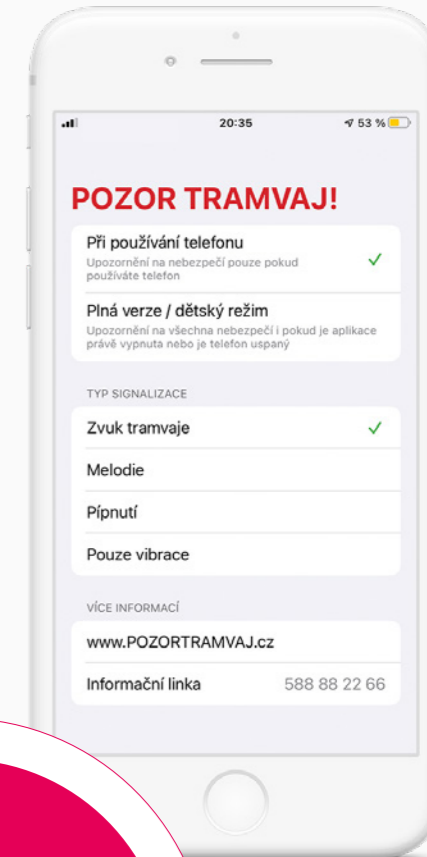 20:35 53 %
POZOR TRAMVAJ!
Při používání telefonu
Upozornění na nebezpečí pouze pokud
používáte telefon
Plná verze / dětský režim
Upozornění na všechna nebezpečí i pokud je aplikace
právě vypnuta nebo je telefon uspaný
TYP SIGNALIZACE
Zvuk tramvaje
Melodie
Pípnutí
Pouze vibrace
VÍCE INFORMACÍ
www.POZORTRAMVAJ.cz
Informační linka 588 88 22 66